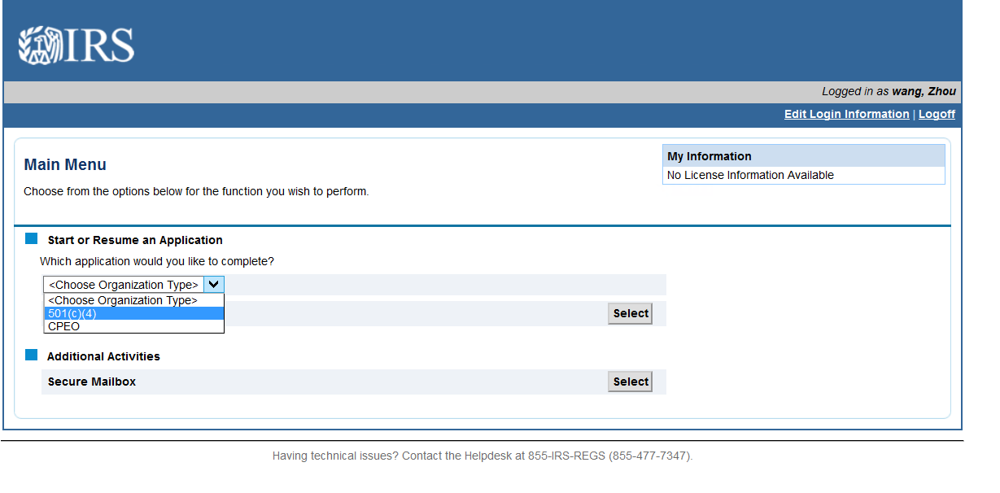 IRS
Logged in as wang, Zhou
Edit Login Information | Logoff
Main Menu
Choose from the options below for the function you wish to perform.
My Information
No License Information Available
Start or Resume an Application
Which application would you like to complete?
<Choose Organization Type>
<Choose Organization Type>
501(c)(4)
CPEO
Select
Additional Activities
Secure Mailbox
Select
Having technical issues? Contact the Helpdesk at 855-IRS-REGS (855-477-7347).